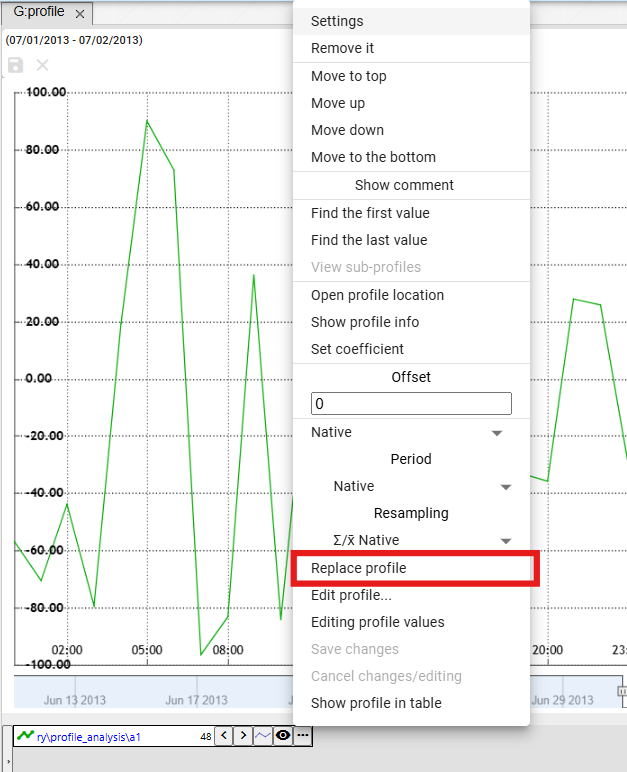 G:profile
(07/01/2013 - 07/02/2013)
100.00
80.00
60.00
40.00
20.00
0.00
-20.00
-40.00
-60.00
-80.00
-100.00
02:00
05:00
08:00
20:00
23:
Jun 13 2013
Jun 17 2013
Jun 29 2013
ry\profile_analysis\a1
48
Settings
Remove it
Move to top
Move up
Move down
Move to the bottom
Show comment
Find the first value
Find the last value
View sub-profiles
Open profile location
Show profile info
Set coefficient
Offset
0
Native
Period
Native
Resampling
Σ/x̄ Native
Replace profile
Edit profile...
Editing profile values
Save changes
Cancel changes/editing
Show profile in table